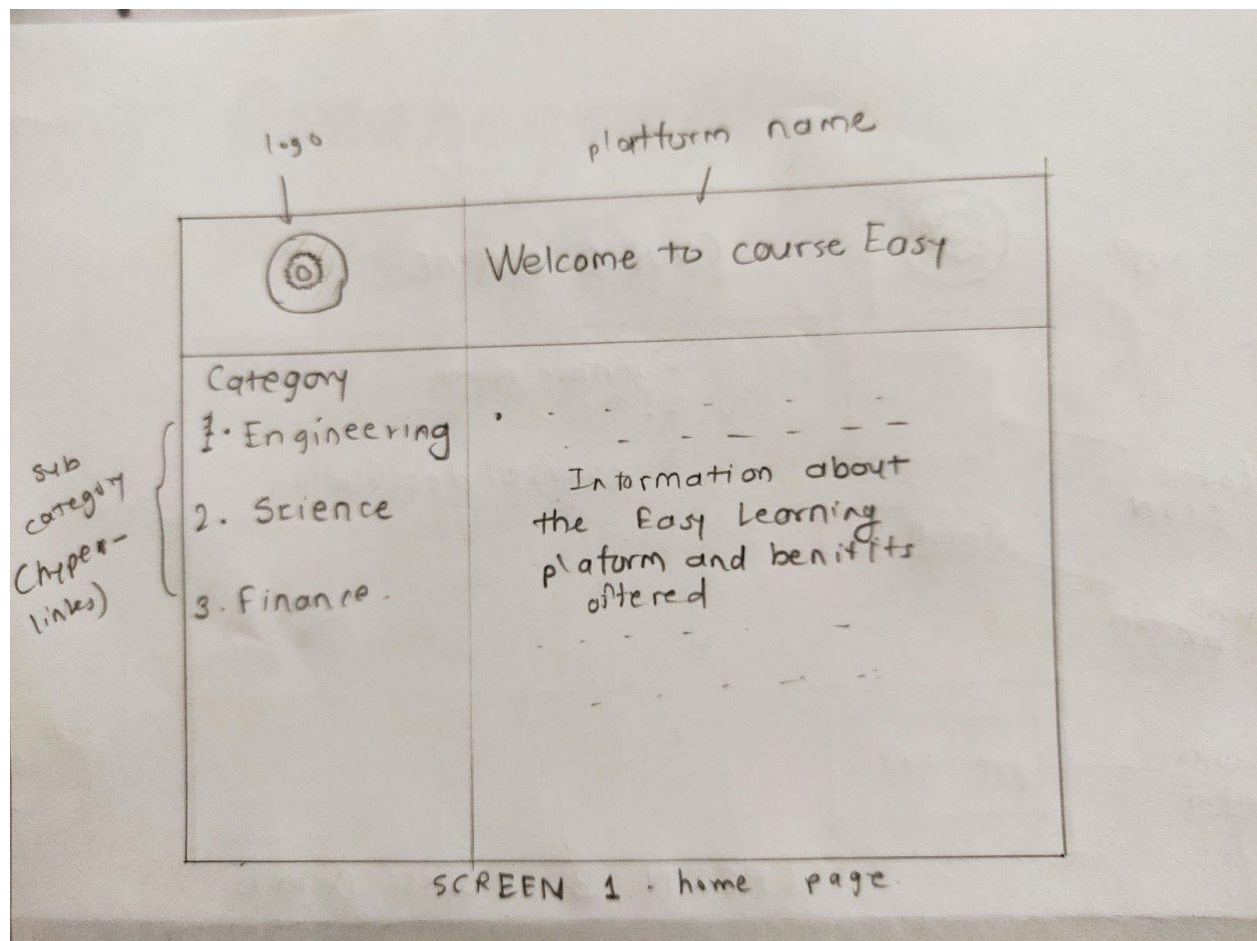 logo
platform name
Welcome to course Easy
Category
1. Engineering
2. Science
3. Finance.
sub
category
(hyper-
links)
Information about
the Easy Learning
plaform and benifits
offered
SCREEN 1. home page.